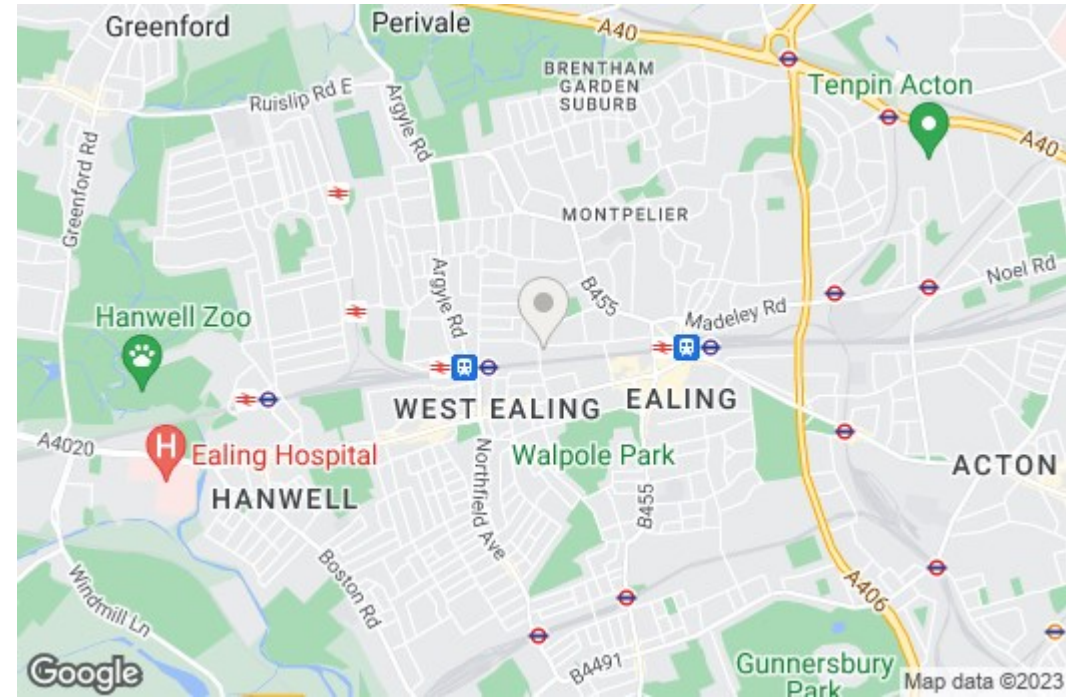 Greenford
Perivale
A40
BRENTHAM
GARDEN
SUBURB
Tenpin Acton
Ruislip Rd E
Argyle Rd
A40
Greenford Rd
MONTPELIER
Argyle Rd
B455
Noel Rd
Madeley Rd
Hanwell Zoo
WEST EALING
EALING
A4020
H
Ealing Hospital
Walpole Park
ACTON
HANWELL
Northfield Ave
B455
Boston Rd
Windmill Ln
A406
B4491
Gunnersbury
Park
Google
Map data ©2023